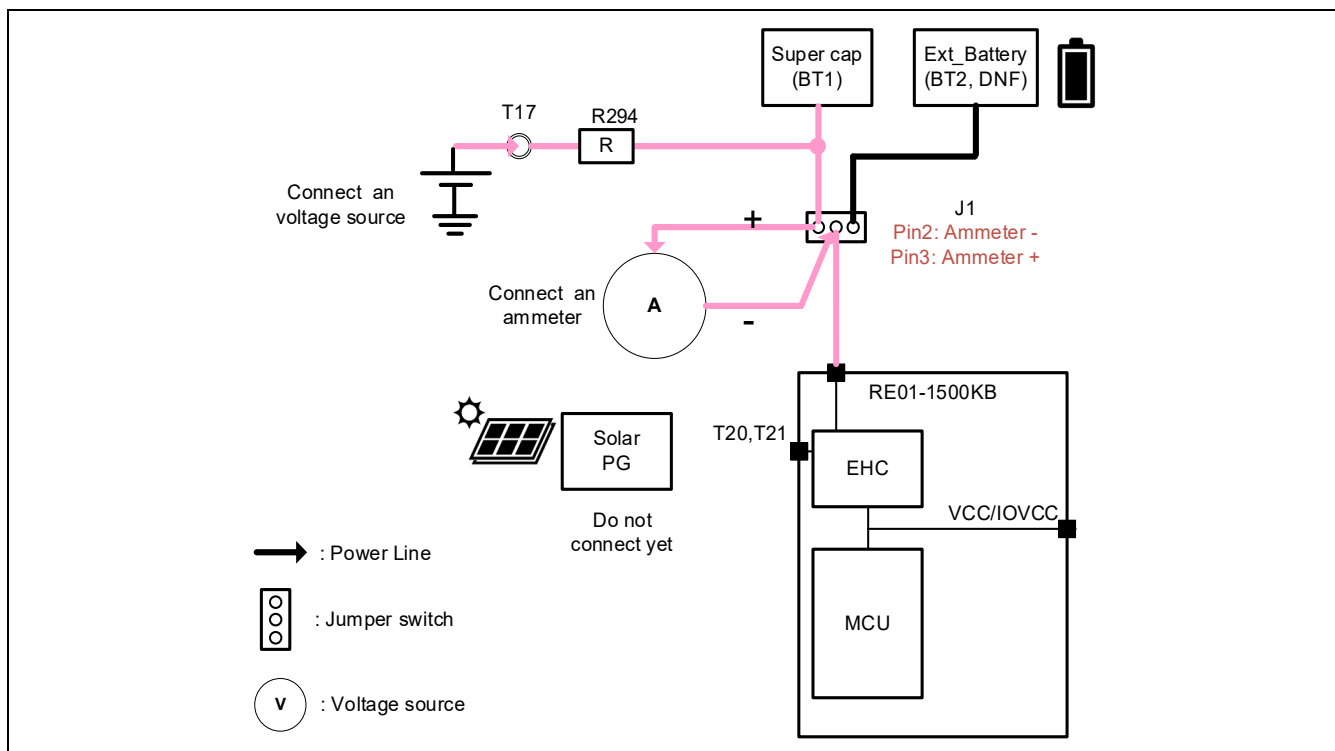 Super cap
(BT1)
Ext_Battery
(BT2, DNF)
T17
R294
R
Connect an
voltage source
+
J1
Pin2: Ammeter -
Pin3: Ammeter +
Connect an
ammeter
A
-
RE01-1500KB
T20,T21
Solar
PG
EHC
VCC/IOVCC
Do not
connect yet
: Power Line
: Jumper switch
MCU
V
: Voltage source